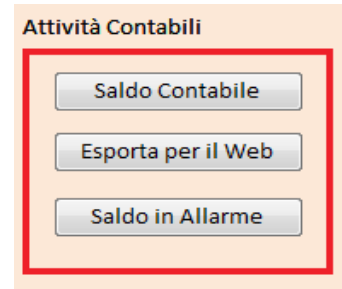 Attività Contabili
Saldo Contabile
Esporta per il Web
Saldo in Allarme